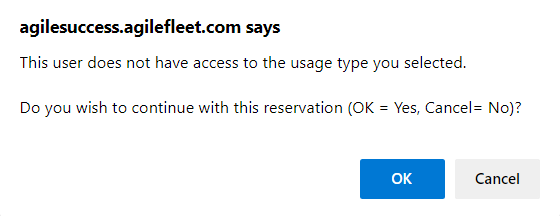 agilesuccess.agilefleet.com says
This user does not have access to the usage type you selected.
Do you wish to continue with this reservation (OK = Yes, Cancel= No)?
OK
Cancel